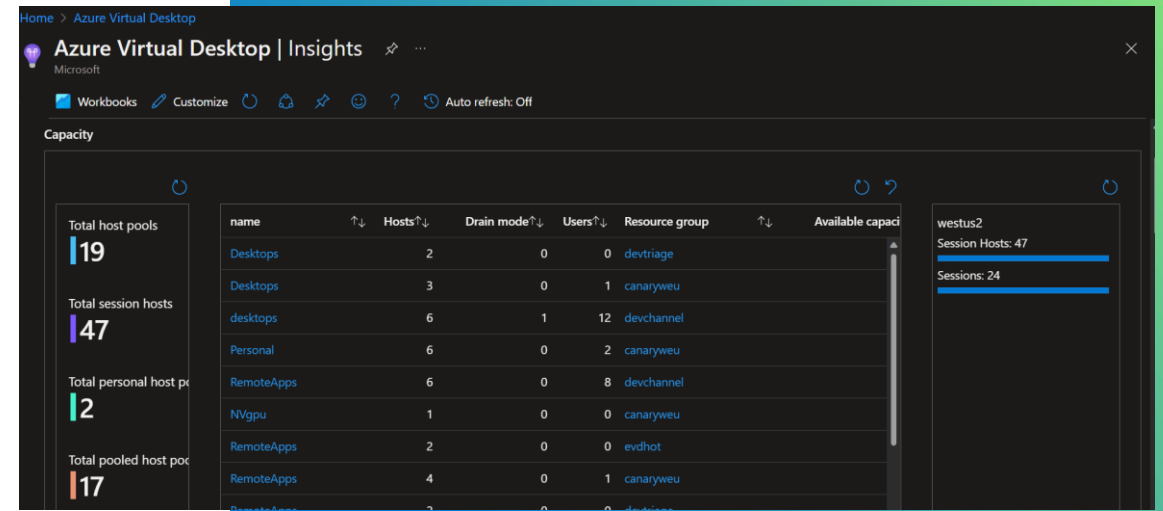 Home > Azure Virtual Desktop
Azure Virtual Desktop | Insights ...
Microsoft
Workbooks Customize ? Auto refresh: Off
Capacity
Total host pools
19
Total session hosts
47
Total personal host po
2
Total pooled host poo
17
name ↑↓ Hosts↑↓ Drain mode↑↓ Users↑↓ Resource group ↑↓ Available capaci
Desktops 2 0 0 devtriage
Desktops 3 0 1 canaryweu
desktops 6 1 12 devchannel
Personal 6 0 2 canaryweu
RemoteApps 6 0 8 devchannel
NVgpu 1 0 0 canaryweu
RemoteApps 2 0 0 evdhot
RemoteApps 4 0 1 canaryweu
westus2
Session Hosts: 47
Sessions: 24